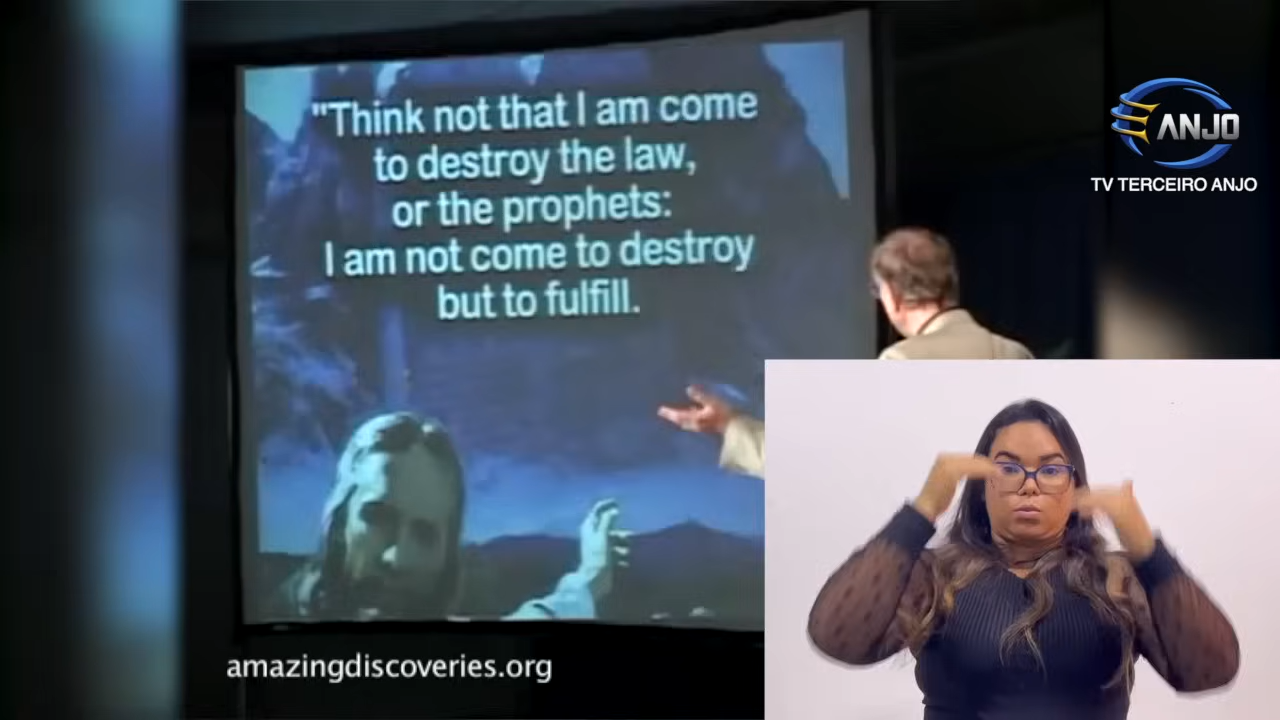 "Think not that I am come
to destroy the law,
or the prophets:
I am not come to destroy
but to fulfill.
ANJO
TV TERCEIRO ANJO
amazingdiscoveries.org